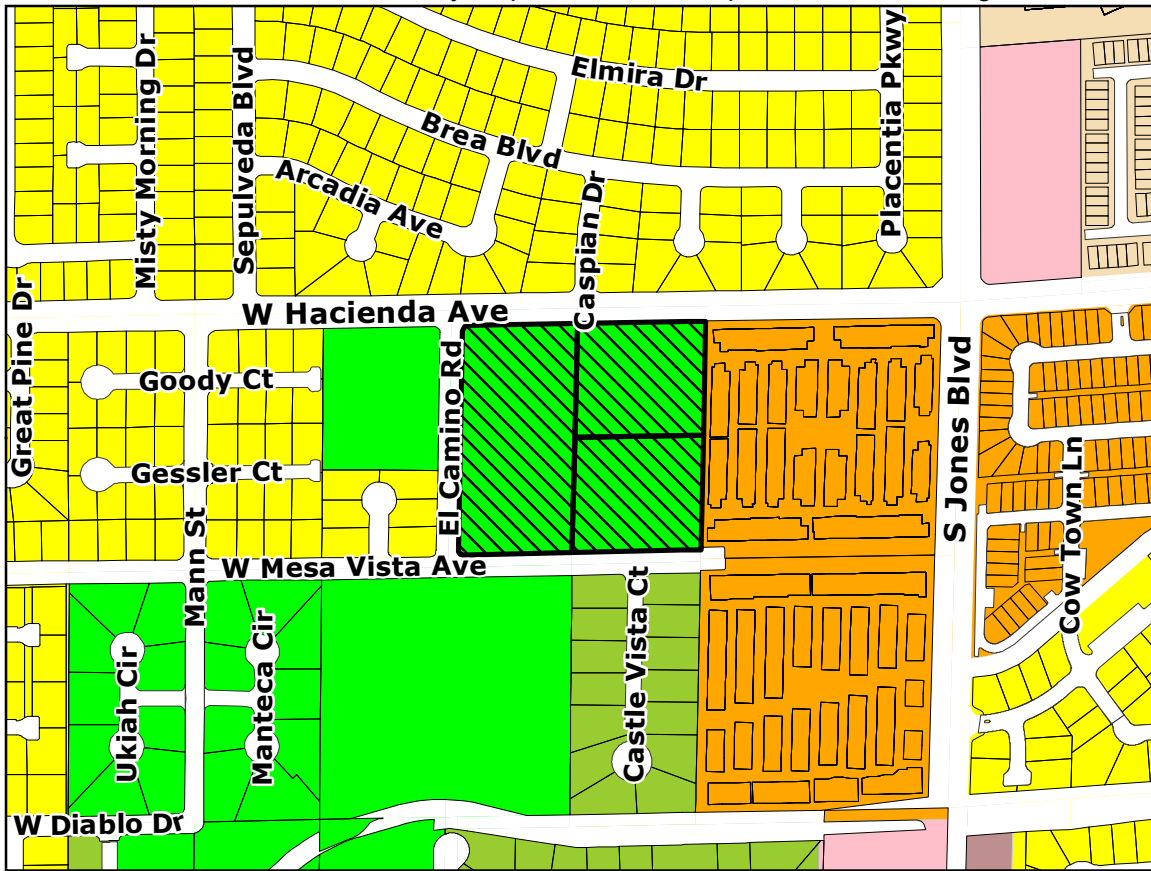 Elmira Dr
Placentia Pkwy
Misty Morning Dr
Sepulveda Blvd
Brea Blvd
Arcadia Ave
Caspian Dr
W Hacienda Ave
Great Pine Dr
Goody Ct
El Camino Rd
S Jones Blvd
Gessler Ct
Cow Town Ln
Mann St
W Mesa Vista Ave
Castle Vista Ct
Ukiah Cir
Manteca Cir
W Diablo Dr